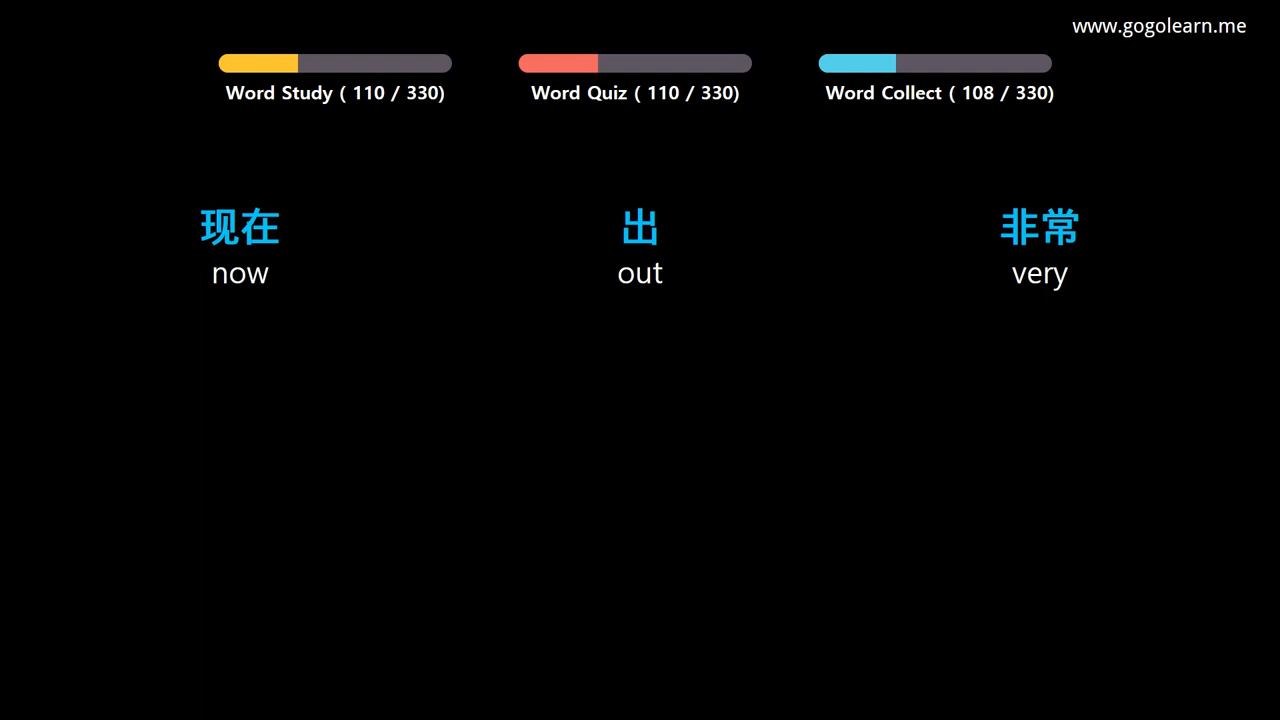 www.gogolearn.me
Word Study ( 110 / 330)
Word Quiz ( 110 / 330)
Word Collect ( 108 / 330)
现在
now
出
out
非常
very